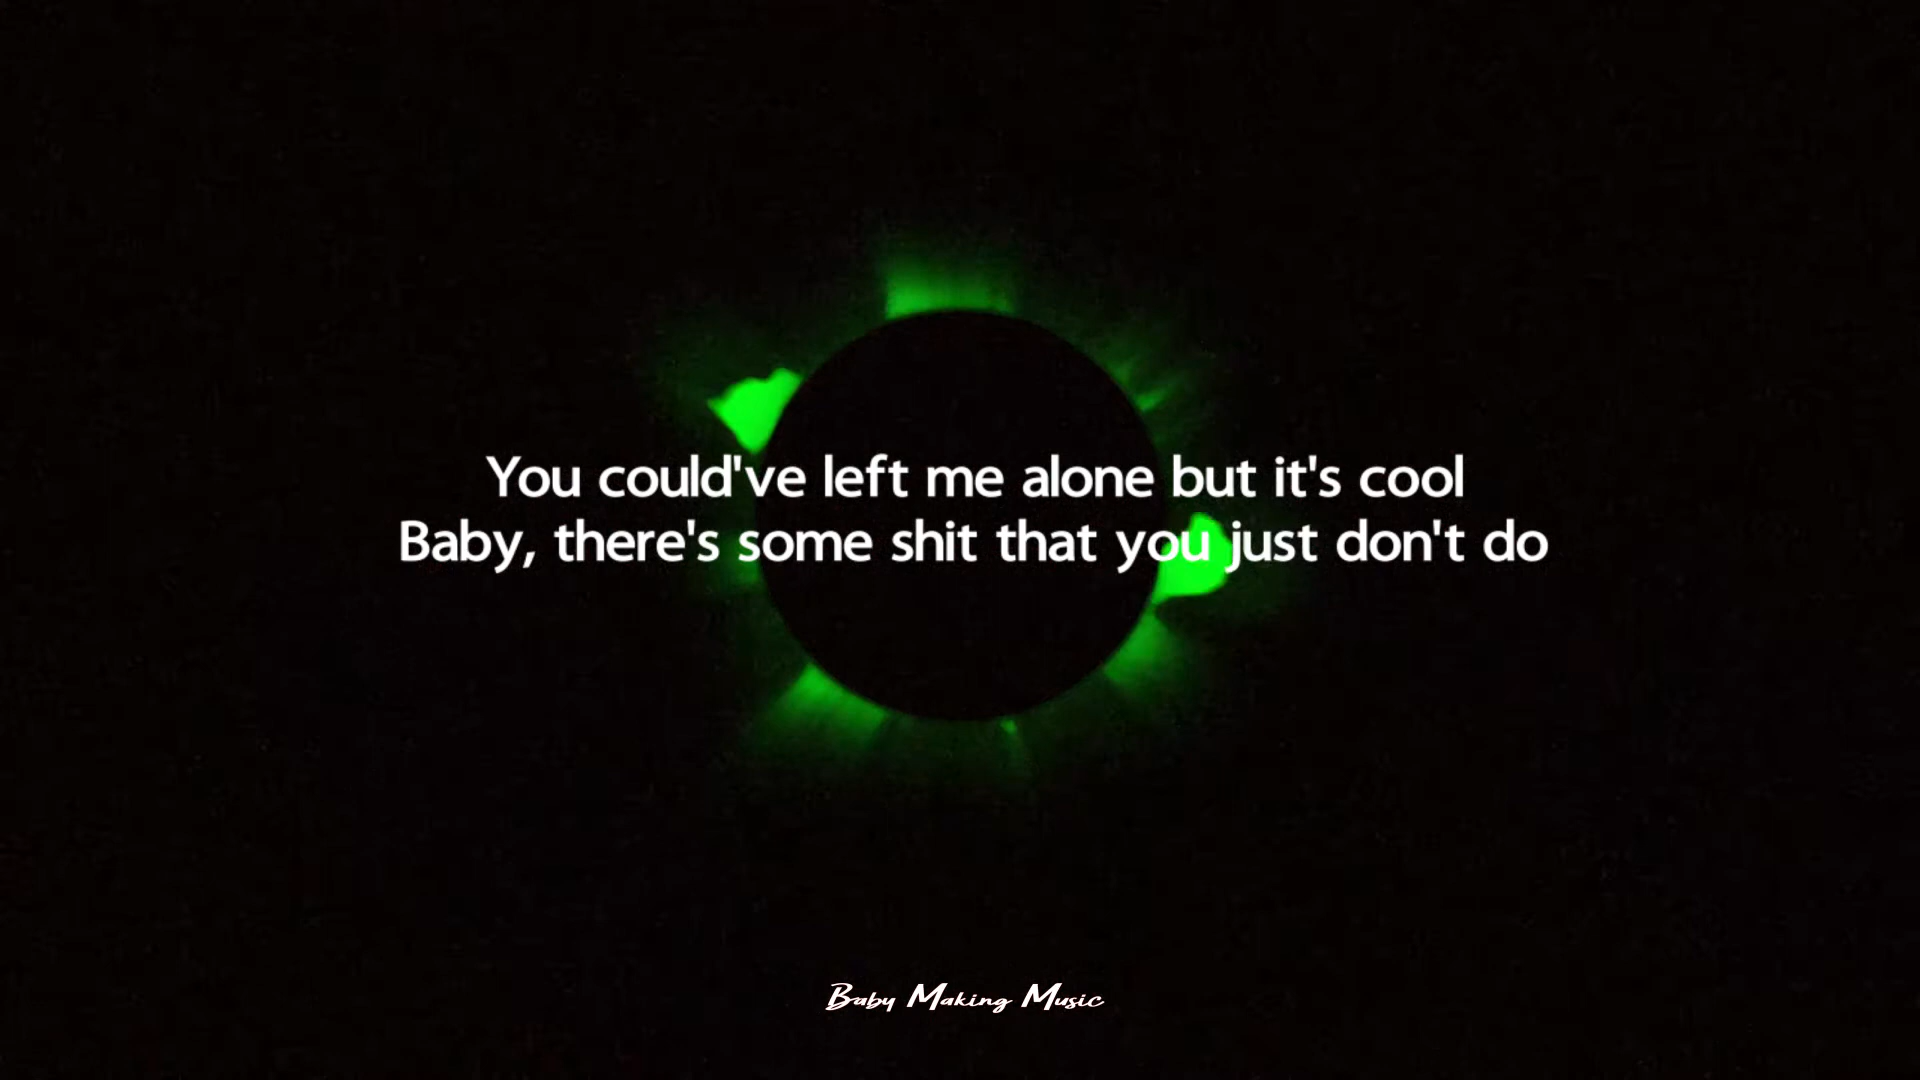 You could've left me alone but it's cool
Baby, there's some shit that you just don't do
Baby Making Music